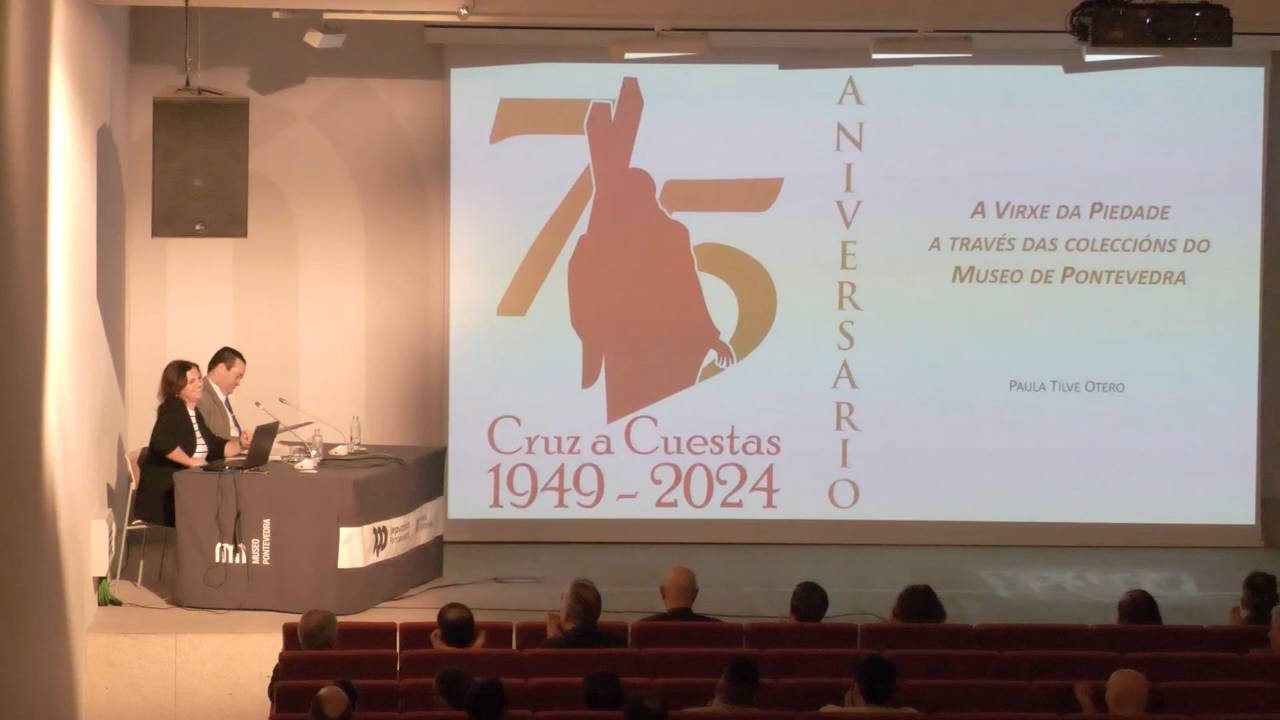 75
ANIVERSARIO
Cruz a Cuestas
1949 - 2024
A VIRXE DA PIEDADE
A TRAVÉS DAS COLECCIÓNS DO
MUSEO DE PONTEVEDRA
PAULA TILVE OTERO
MUSEO
PONTEVEDRA